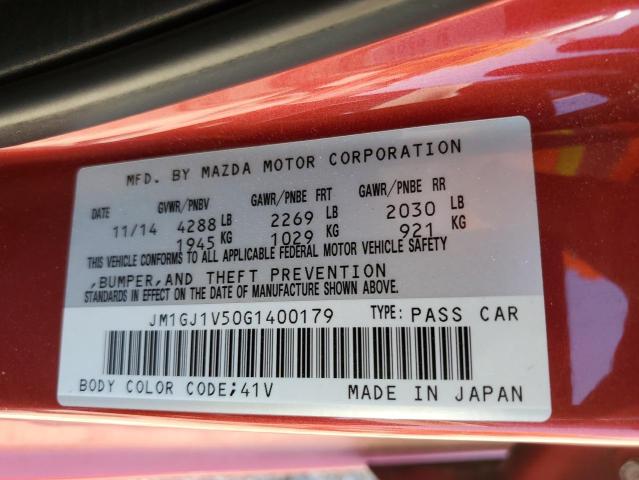 MFD. BY MAZDA MOTOR CORPORATION
DATE GVWR/PNBV GAWR/PNBE FRT GAWR/PNBE RR
11/14 4288 LB 2269 LB 2030 LB
1945 KG 1029 KG 921 KG
THIS VEHICLE CONFORMS TO ALL APPLICABLE FEDERAL MOTOR VEHICLE SAFETY
,BUMPER,AND THEFT PREVENTION
STANDARDS IN EFFECT ON THE DATE OF MANUFACTURE SHOWN ABOVE.
JM1GJ1V50G1400179 TYPE: PASS CAR
BODY COLOR CODE;41V MADE IN JAPAN